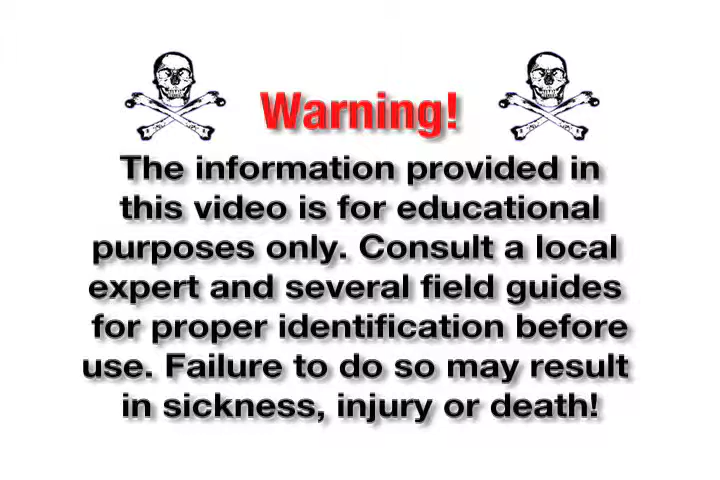 Warning!
The information provided in
this video is for educational
purposes only. Consult a local
expert and several field guides
for proper identification before
use. Failure to do so may result
in sickness, injury or death!